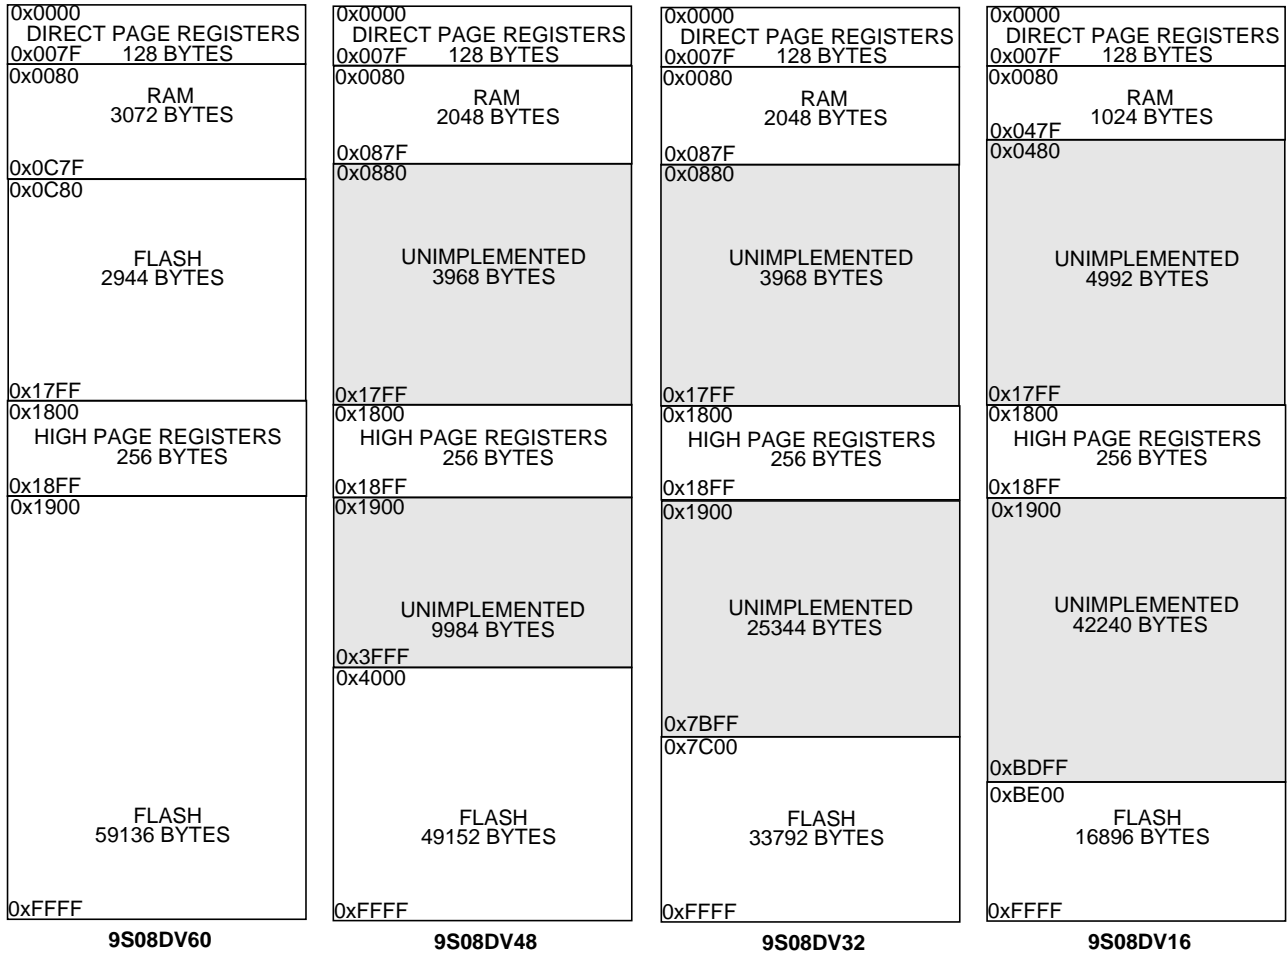 0x0000
DIRECT PAGE REGISTERS
0x007F 128 BYTES
0x0080
RAM
3072 BYTES
0x0C7F
0x0C80
FLASH
2944 BYTES
0x17FF
0x1800
HIGH PAGE REGISTERS
256 BYTES
0x18FF
0x1900
FLASH
59136 BYTES
0xFFFF
9S08DV60
0x0000
DIRECT PAGE REGISTERS
0x007F 128 BYTES
0x0080
RAM
2048 BYTES
0x087F
0x0880
UNIMPLEMENTED
3968 BYTES
0x17FF
0x1800
HIGH PAGE REGISTERS
256 BYTES
0x18FF
0x1900
UNIMPLEMENTED
9984 BYTES
0x3FFF
0x4000
FLASH
49152 BYTES
0xFFFF
9S08DV48
0x0000
DIRECT PAGE REGISTERS
0x007F 128 BYTES
0x0080
RAM
2048 BYTES
0x087F
0x0880
UNIMPLEMENTED
3968 BYTES
0x17FF
0x1800
HIGH PAGE REGISTERS
256 BYTES
0x18FF
0x1900
UNIMPLEMENTED
25344 BYTES
0x7BFF
0x7C00
FLASH
33792 BYTES
0xFFFF
9S08DV32
0x0000
DIRECT PAGE REGISTERS
0x007F 128 BYTES
0x0080
RAM
1024 BYTES
0x047F
0x0480
UNIMPLEMENTED
4992 BYTES
0x17FF
0x1800
HIGH PAGE REGISTERS
256 BYTES
0x18FF
0x1900
UNIMPLEMENTED
42240 BYTES
0xBDFF
0xBE00
FLASH
16896 BYTES
0xFFFF
9S08DV16